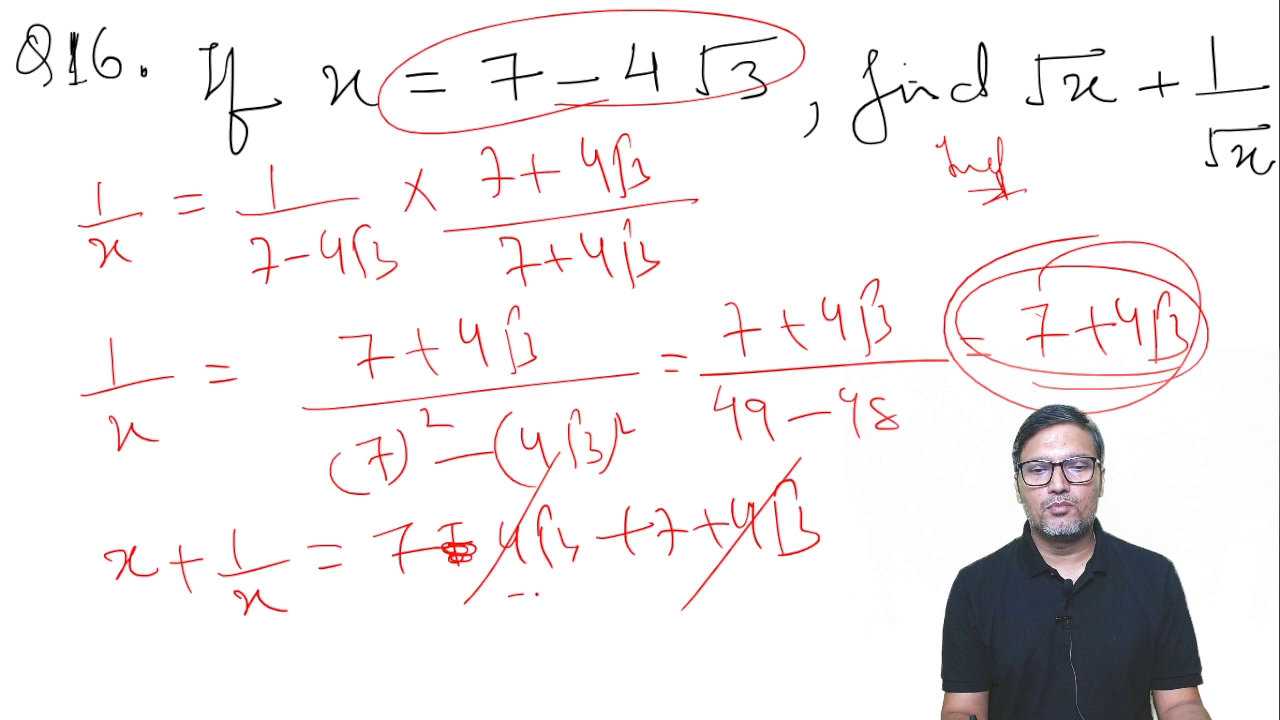 Q16. If x = 7 - 4√3, find √x + 1/√x
1/x = 1/(7-4√3) × (7+4√3)/(7+4√3)
1/x = (7+4√3)/((7)² - (4√3)²) = (7+4√3)/(49-48) = 7+4√3
x + 1/x = 7 - 4√3 + 7 + 4√3